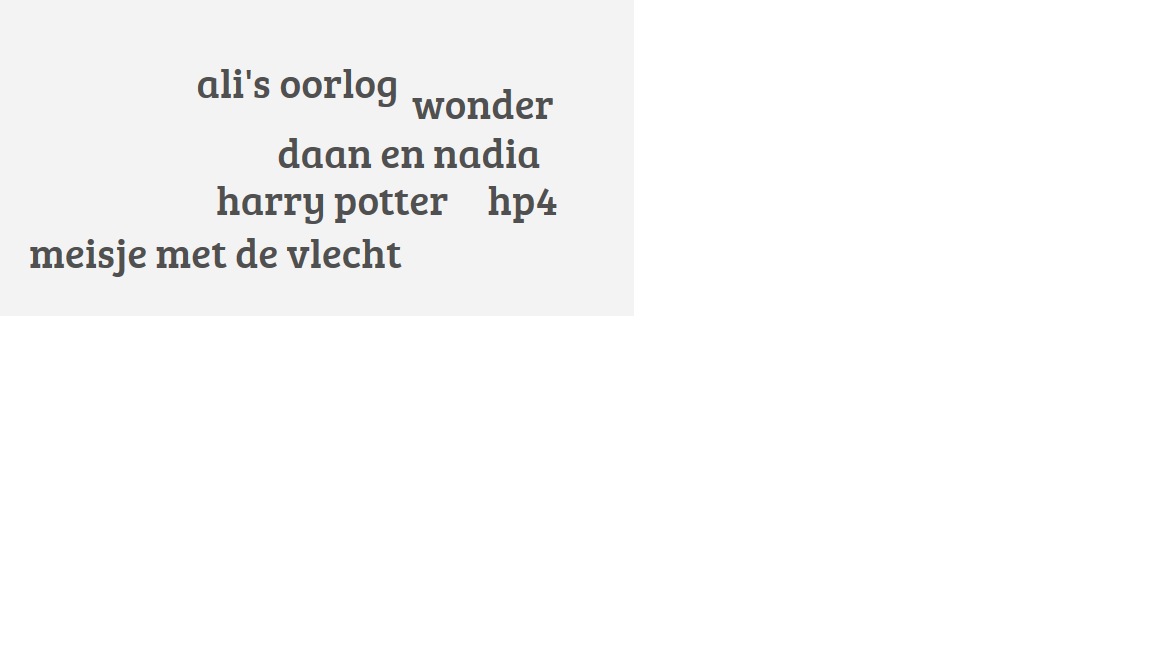 ali's oorlog
wonder
daan en nadia
harry potter
hp4
meisje met de vlecht